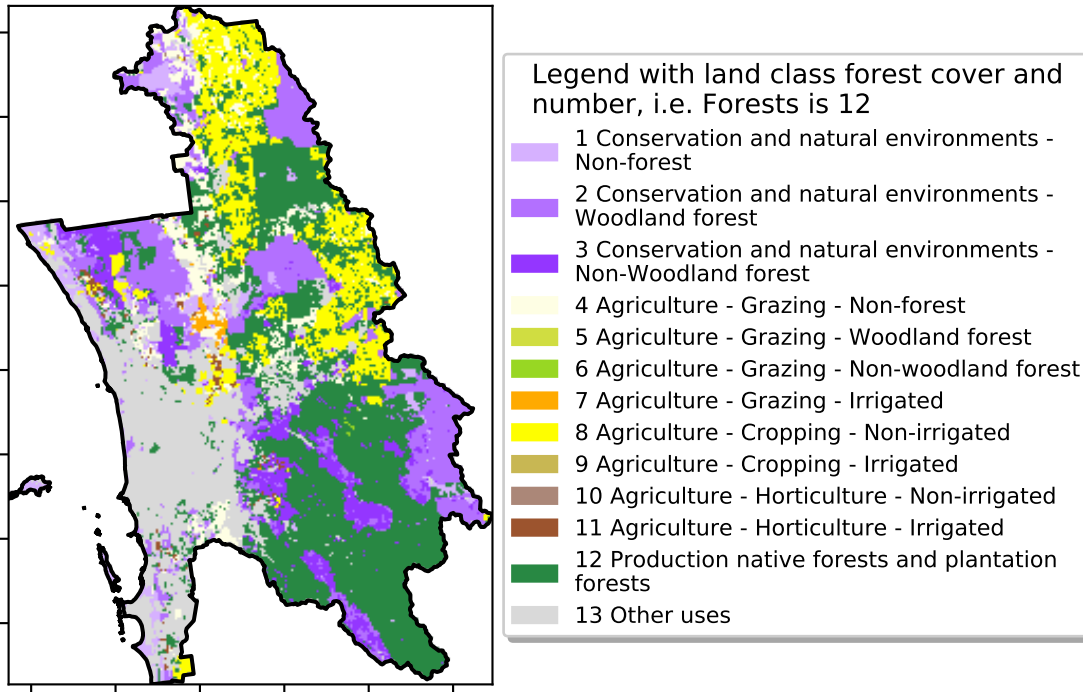 Legend with land class forest cover and
number, i.e. Forests is 12
1 Conservation and natural environments -
Non-forest
2 Conservation and natural environments -
Woodland forest
3 Conservation and natural environments -
Non-Woodland forest
4 Agriculture - Grazing - Non-forest
5 Agriculture - Grazing - Woodland forest
6 Agriculture - Grazing - Non-woodland forest
7 Agriculture - Grazing - Irrigated
8 Agriculture - Cropping - Non-irrigated
9 Agriculture - Cropping - Irrigated
10 Agriculture - Horticulture - Non-irrigated
11 Agriculture - Horticulture - Irrigated
12 Production native forests and plantation
forests
13 Other uses